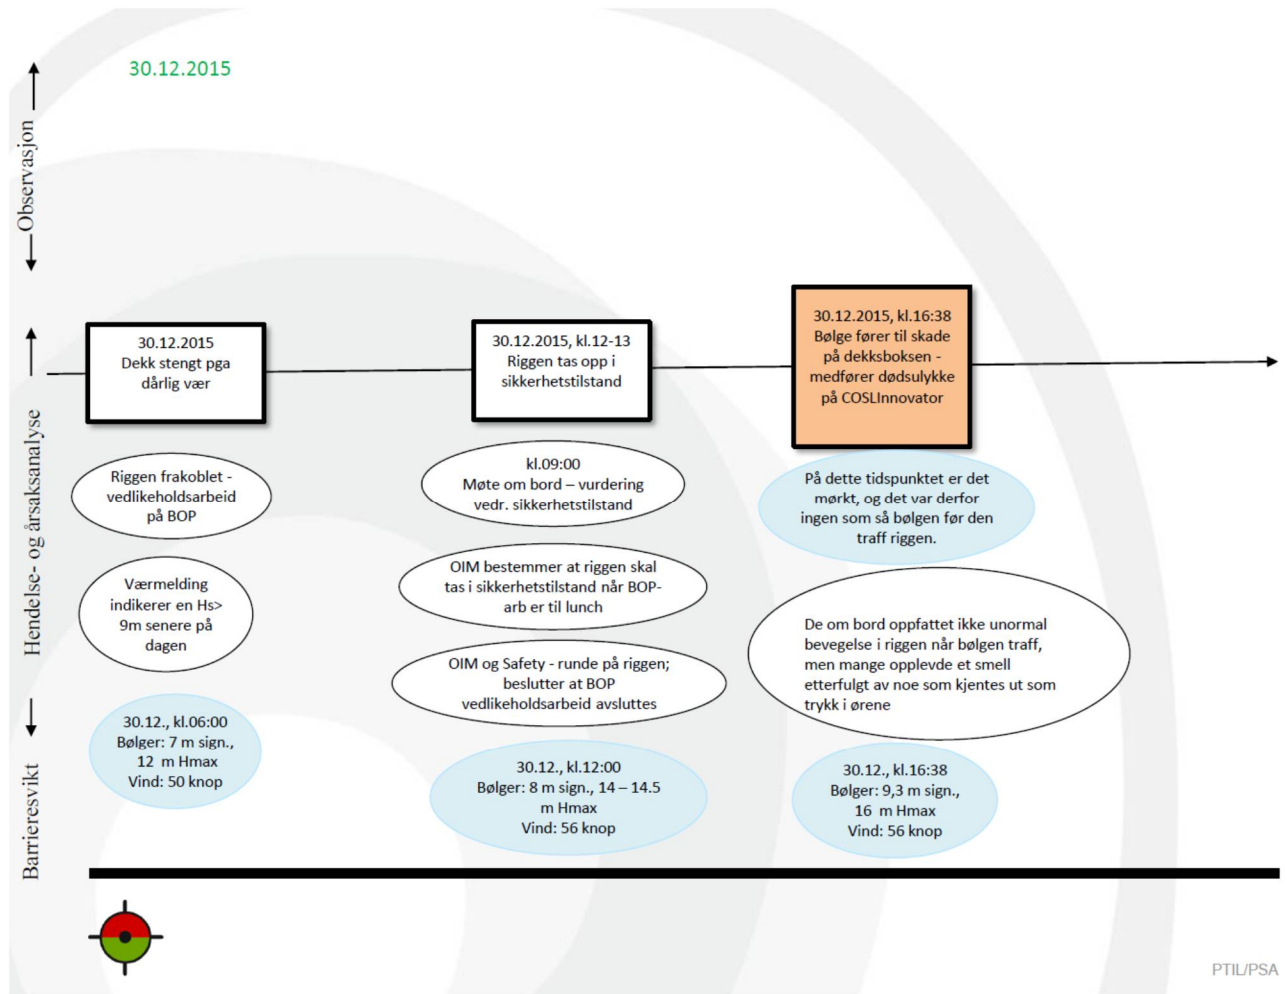 30.12.2015
Observasjon
Hendelse- og årsaksanalyse
Barrieresvikt
30.12.2015
Dekk stengt pga
dårlig vær
Riggen frakoblet -
vedlikeholdsarbeid
på BOP
Værmelding
indikerer en Hs>
9m senere på
dagen
30.12., kl.06:00
Bølger: 7 m sign.,
12 m Hmax
Vind: 50 knop
30.12.2015, kl.12-13
Riggen tas opp i
sikkerhetstilstand
kl.09:00
Møte om bord – vurdering
vedr. sikkerhetstilstand
OIM bestemmer at riggen skal
tas i sikkerhetstilstand når BOP-
arb er til lunch
OIM og Safety - runde på riggen;
beslutter at BOP
vedlikeholdsarbeid avsluttes
30.12., kl.12:00
Bølger: 8 m sign., 14 – 14.5
m Hmax
Vind: 56 knop
30.12.2015, kl.16:38
Bølge fører til skade
på dekksboksen -
medfører dødsulykke
på COSLInnovator
På dette tidspunktet er det
mørkt, og det var derfor
ingen som så bølgen før den
traff riggen.
De om bord oppfattet ikke unormal
bevegelse i riggen når bølgen traff,
men mange opplevde et smell
etterfulgt av noe som kjentes ut som
trykk i ørene
30.12., kl.16:38
Bølger: 9,3 m sign.,
16 m Hmax
Vind: 56 knop
PTIL/PSA